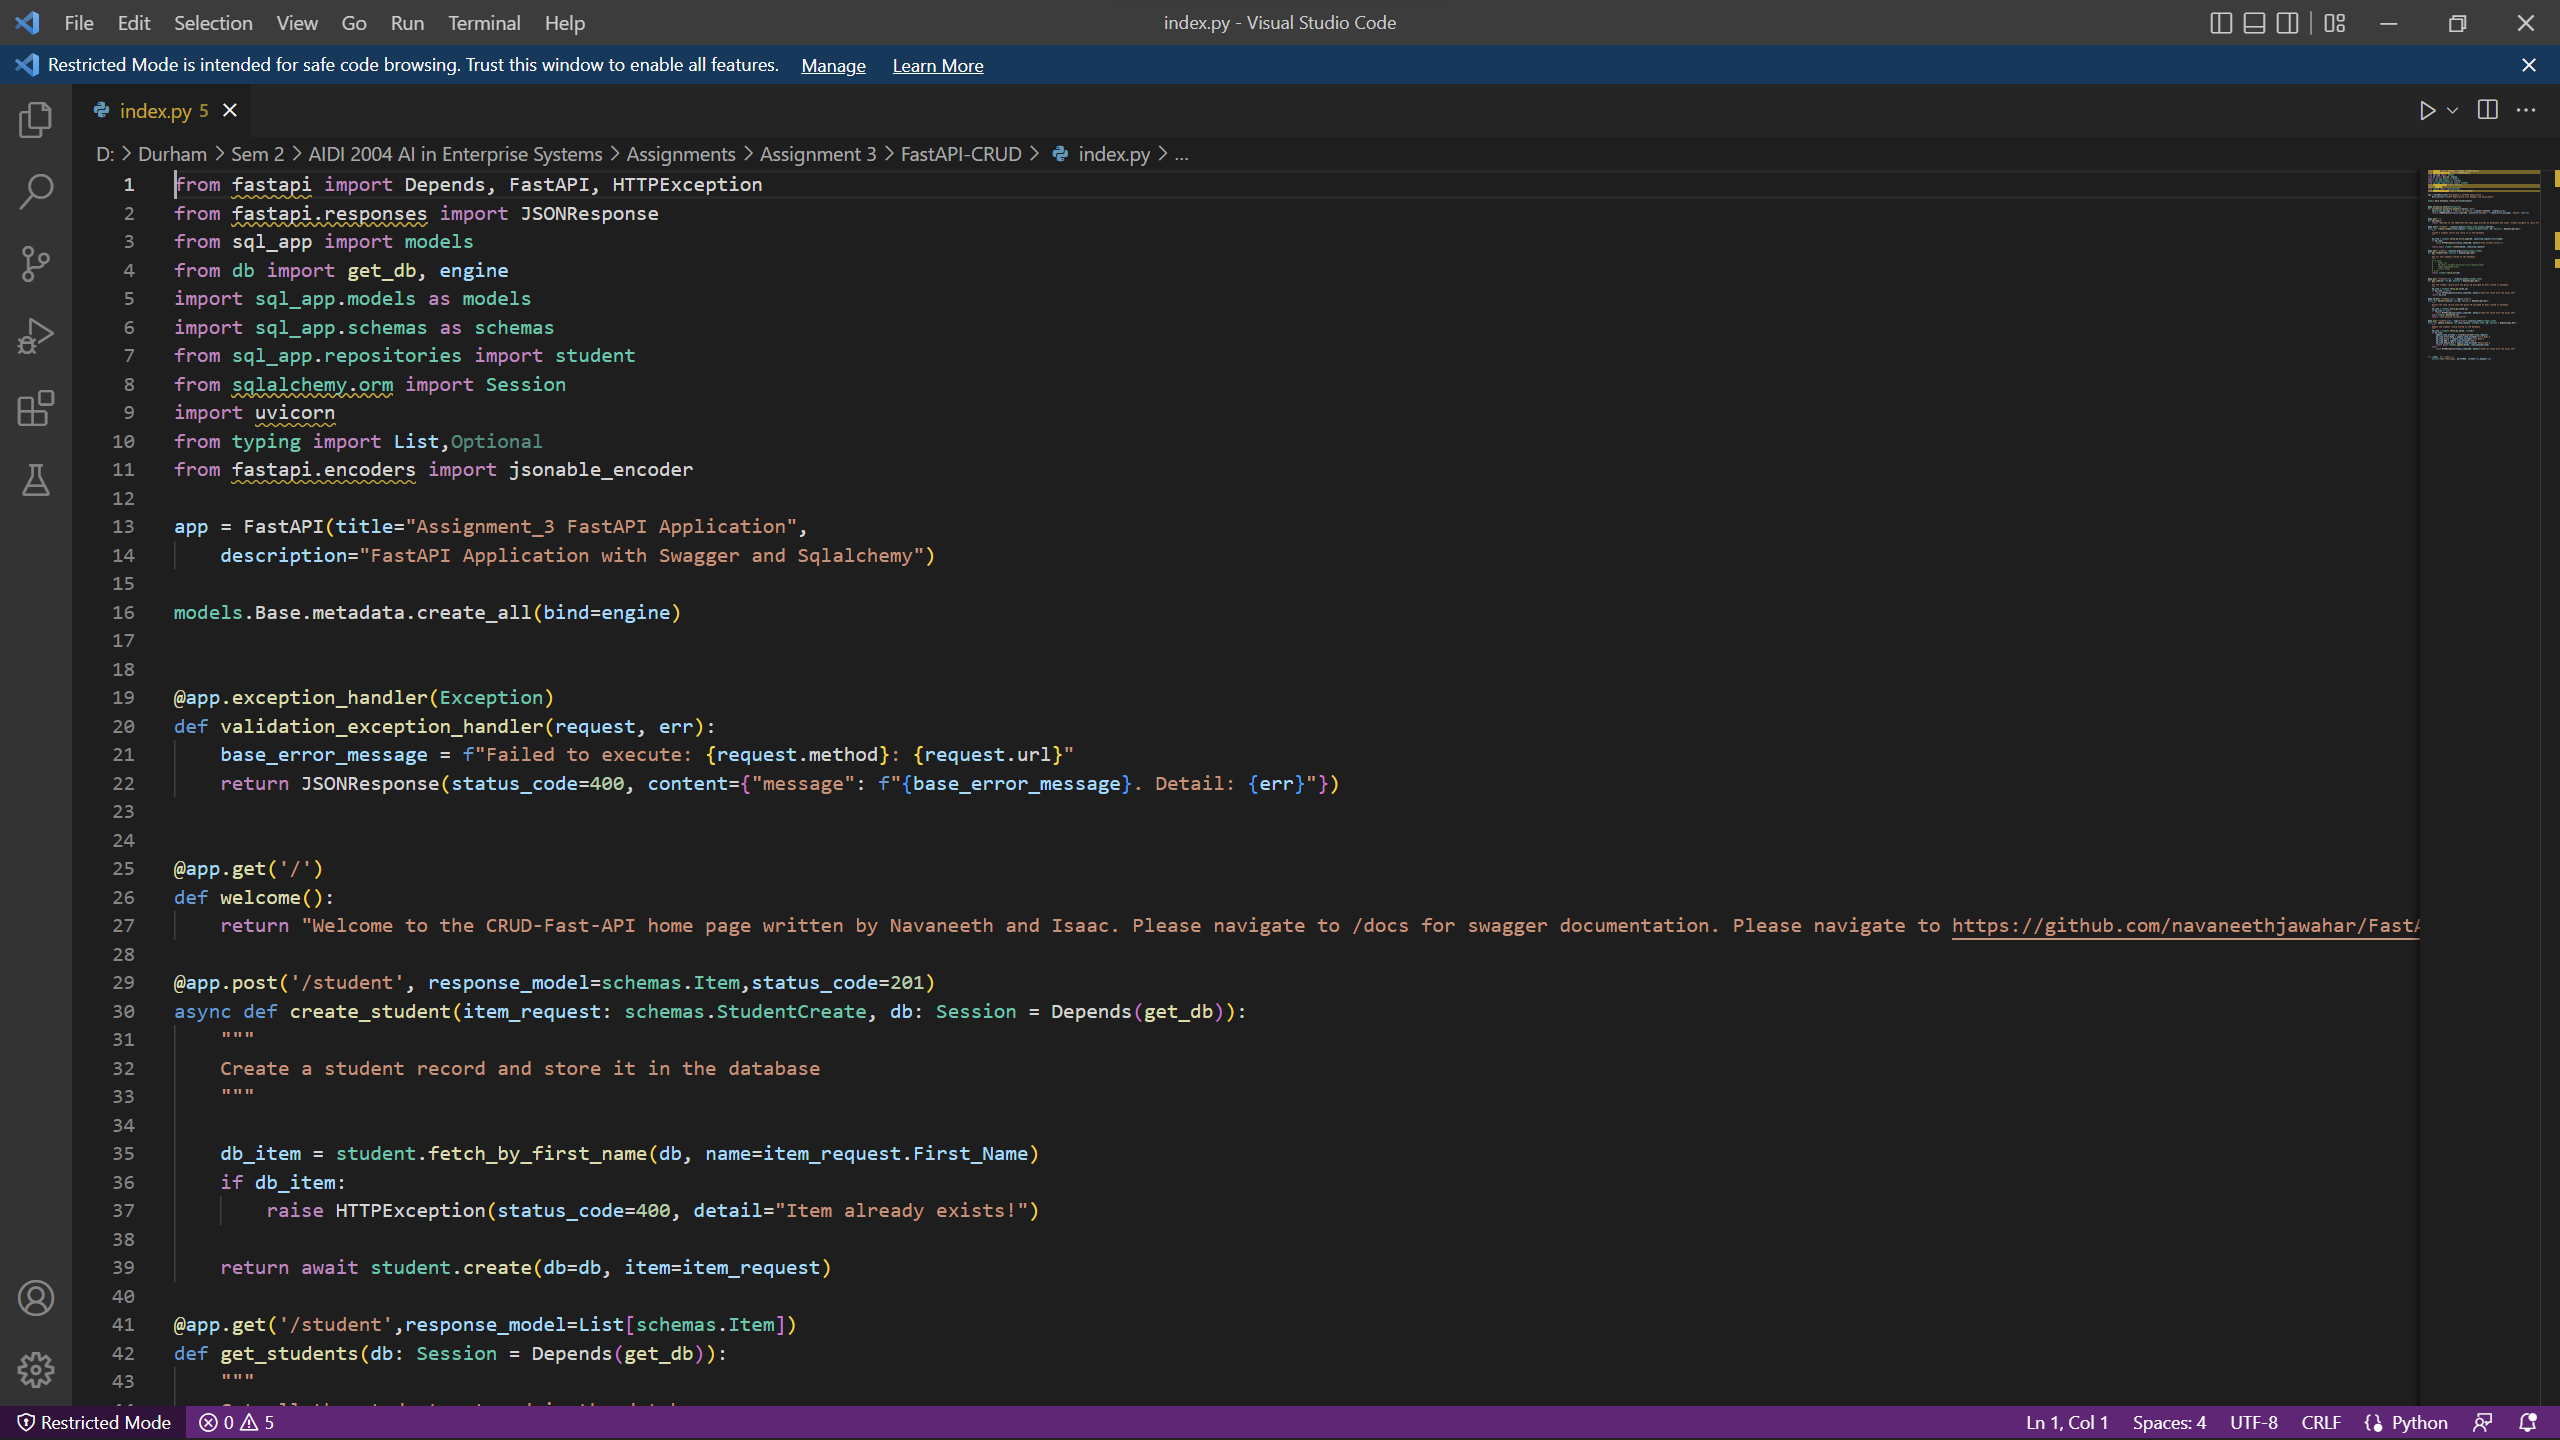 File Edit Selection View Go Run Terminal Help
index.py - Visual Studio Code
Restricted Mode is intended for safe code browsing. Trust this window to enable all features. Manage Learn More
index.py 5
D: > Durham > Sem 2 > AIDI 2004 AI in Enterprise Systems > Assignments > Assignment 3 > FastAPI-CRUD > index.py > ...
1 from fastapi import Depends, FastAPI, HTTPException
2 from fastapi.responses import JSONResponse
3 from sql_app import models
4 from db import get_db, engine
5 import sql_app.models as models
6 import sql_app.schemas as schemas
7 from sql_app.repositories import student
8 from sqlalchemy.orm import Session
9 import uvicorn
10 from typing import List,Optional
11 from fastapi.encoders import jsonable_encoder
12
13 app = FastAPI(title="Assignment_3 FastAPI Application",
14     description="FastAPI Application with Swagger and Sqlalchemy")
15
16 models.Base.metadata.create_all(bind=engine)
17
18
19 @app.exception_handler(Exception)
20 def validation_exception_handler(request, err):
21     base_error_message = f"Failed to execute: {request.method}: {request.url}"
22     return JSONResponse(status_code=400, content={"message": f"{base_error_message}. Detail: {err}"})
23
24
25 @app.get('/')
26 def welcome():
27     return "Welcome to the CRUD-Fast-API home page written by Navaneeth and Isaac. Please navigate to /docs for swagger documentation. Please navigate to https://github.com/navaneethjawahar/Fast
28
29 @app.post('/student', response_model=schemas.Item,status_code=201)
30 async def create_student(item_request: schemas.StudentCreate, db: Session = Depends(get_db)):
31     """
32     Create a student record and store it in the database
33     """
34
35     db_item = student.fetch_by_first_name(db, name=item_request.First_Name)
36     if db_item:
37         raise HTTPException(status_code=400, detail="Item already exists!")
38
39     return await student.create(db=db, item=item_request)
40
41 @app.get('/student',response_model=List[schemas.Item])
42 def get_students(db: Session = Depends(get_db)):
43     """
Restricted Mode 0 5
Ln 1, Col 1 Spaces: 4 UTF-8 CRLF Python